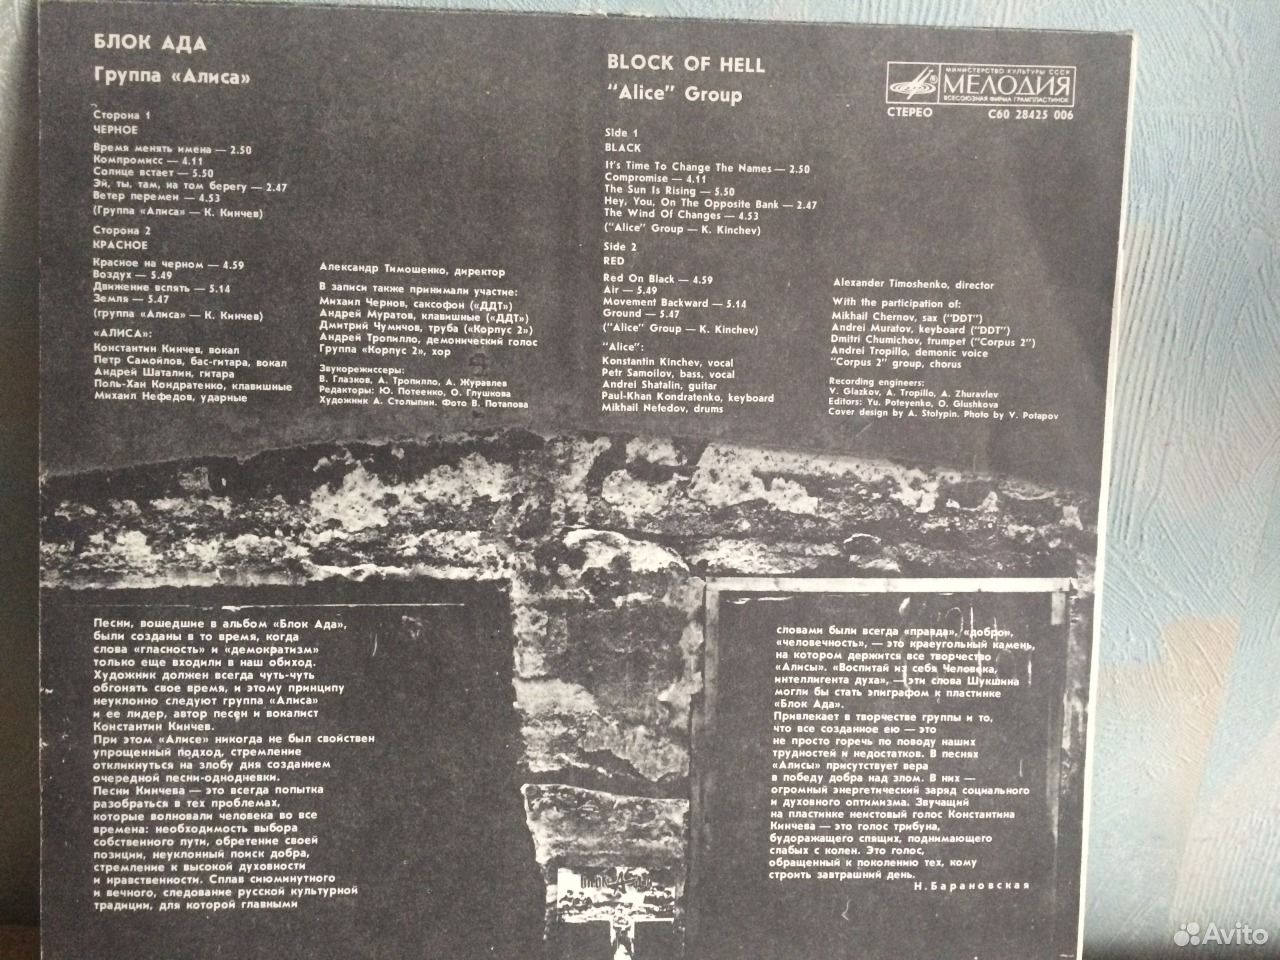 БЛОК АДА
Группа «Алиса»
Сторона 1
ЧЕРНОЕ
Время менять имена — 2.50
Компромисс — 4.11
Солнце встает — 5.50
Эй, ты, там, на том берегу — 2.47
Ветер перемен — 4.53
(Группа «Алиса» — К. Кинчев)
Сторона 2
КРАСНОЕ
Красное на черном — 4.59
Воздух — 5.49
Движение вспять — 5.14
Земля — 5.47
(группа «Алиса» — К. Кинчев)
«АЛИСА»:
Константин Кинчев, вокал
Петр Самойлов, бас-гитара, вокал
Андрей Шаталин, гитара
Поль-Хан Кондратенко, клавишные
Михаил Нефедов, ударные
Александр Тимошенко, директор
В записи также принимали участие:
Михаил Чернов, саксофон («ДДТ»)
Андрей Муратов, клавишные («ДДТ»)
Дмитрий Чумичов, труба («Корпус 2»)
Андрей Тропилло, демонический голос
Группа «Корпус 2», хор
Звукорежиссеры:
В. Глазков, А. Тропилло, А. Журавлев
Редакторы: Ю. Потеенко, О. Глушкова
Художник А. Столыпин. Фото В. Потапова
BLOCK OF HELL
"Alice" Group
Side 1
BLACK
It's Time To Change The Names — 2.50
Compromise — 4.11
The Sun Is Rising — 5.50
Hey, You, On The Opposite Bank — 2.47
The Wind Of Changes — 4.53
("Alice" Group — K. Kinchev)
Side 2
RED
Red On Black — 4.59
Air — 5.49
Movement Backward — 5.14
Ground — 5.47
("Alice" Group — K. Kinchev)
"Alice":
Konstantin Kinchev, vocal
Petr Samoilov, bass, vocal
Andrei Shatalin, guitar
Paul-Khan Kondratenko, keyboard
Mikhail Nefedov, drums
Alexander Timoshenko, director
With the participation of:
Mikhail Chernov, sax ("DDT")
Andrei Muratov, keyboard ("DDT")
Dmitri Chumichov, trumpet ("Corpus 2")
Andrei Tropillo, demonic voice
"Corpus 2" group, chorus
Recording engineers:
V. Glazkov, A. Tropillo, A. Zhuravlev
Editors: Yu. Poteyenko, O. Glushkova
Cover design by A. Stolypin. Photo by V. Potapov
МИНИСТЕРСТВО КУЛЬТУРЫ СССР
МЕЛОДИЯ
ВСЕСОЮЗНАЯ ФИРМА ГРАМПЛАСТИНОК
СТЕРЕО С60 28425 006
Песни, вошедшие в альбом «Блок Ада»,
были созданы в то время, когда
слова «гласность» и «демократизм»
только еще входили в наш обиход.
Художник должен всегда чуть-чуть
обгонять свое время, и этому принципу
неуклонно следуют группа «Алиса»
и ее лидер, автор песен и вокалист
Константин Кинчев.
При этом «Алисе» никогда не был свойствен
упрощенный подход, стремление
откликнуться на злобу дня созданием
очередной песни-однодневки.
Песни Кинчева — это всегда попытка
разобраться в тех проблемах,
которые волновали человека во все
времена: необходимость выбора
собственного пути, обретение своей
позиции, неуклонный поиск добра,
стремление к высокой духовности
и нравственности. Сплав сиюминутного
и вечного, следование русской культурной
традиции, для которой главными
словами были всегда «правда», «добро»,
«человечность», — это краеугольный камень,
на котором держится все творчество
«Алисы». «Воспитай из себя Человека,
интеллигента духа», — эти слова Шукшина
могли бы стать эпиграфом к пластинке
«Блок Ада».
Привлекает в творчестве группы и то,
что все созданное ею — это
не просто горечь по поводу наших
трудностей и недостатков. В песнях
«Алисы» присутствует вера
в победу добра над злом. В них —
огромный энергетический заряд социального
и духовного оптимизма. Звучащий
на пластинке неистовый голос Константина
Кинчева — это голос трибуна,
будоражащего спящих, поднимающего
слабых с колен. Это голос,
обращенный к поколению тех, кому
строить завтрашний день.
Н. Барановская
Avito